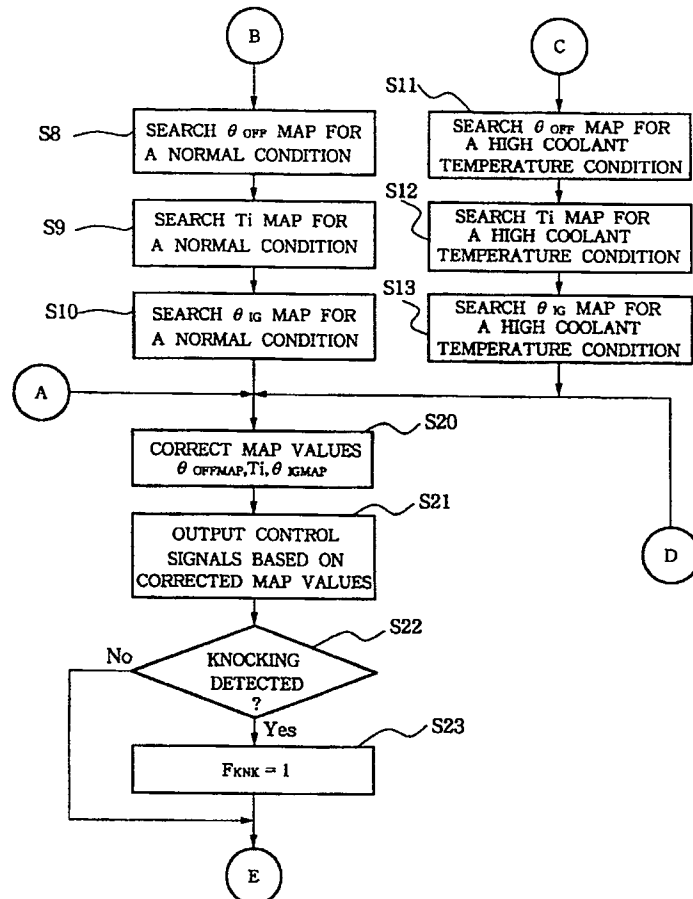 B
S8
SEARCH θ OFF MAP FOR
A NORMAL CONDITION
S9
SEARCH Ti MAP FOR
A NORMAL CONDITION
S10
SEARCH θ IG MAP FOR
A NORMAL CONDITION
C
S11
SEARCH θ OFF MAP FOR
A HIGH COOLANT
TEMPERATURE CONDITION
S12
SEARCH Ti MAP FOR
A HIGH COOLANT
TEMPERATURE CONDITION
S13
SEARCH θ IG MAP FOR
A HIGH COOLANT
TEMPERATURE CONDITION
A
S20
CORRECT MAP VALUES
θ OFFMAP,Ti,θ IGMAP
S21
OUTPUT CONTROL
SIGNALS BASED ON
CORRECTED MAP VALUES
D
S22
No
KNOCKING
DETECTED
?
Yes
S23
FKNK = 1
E